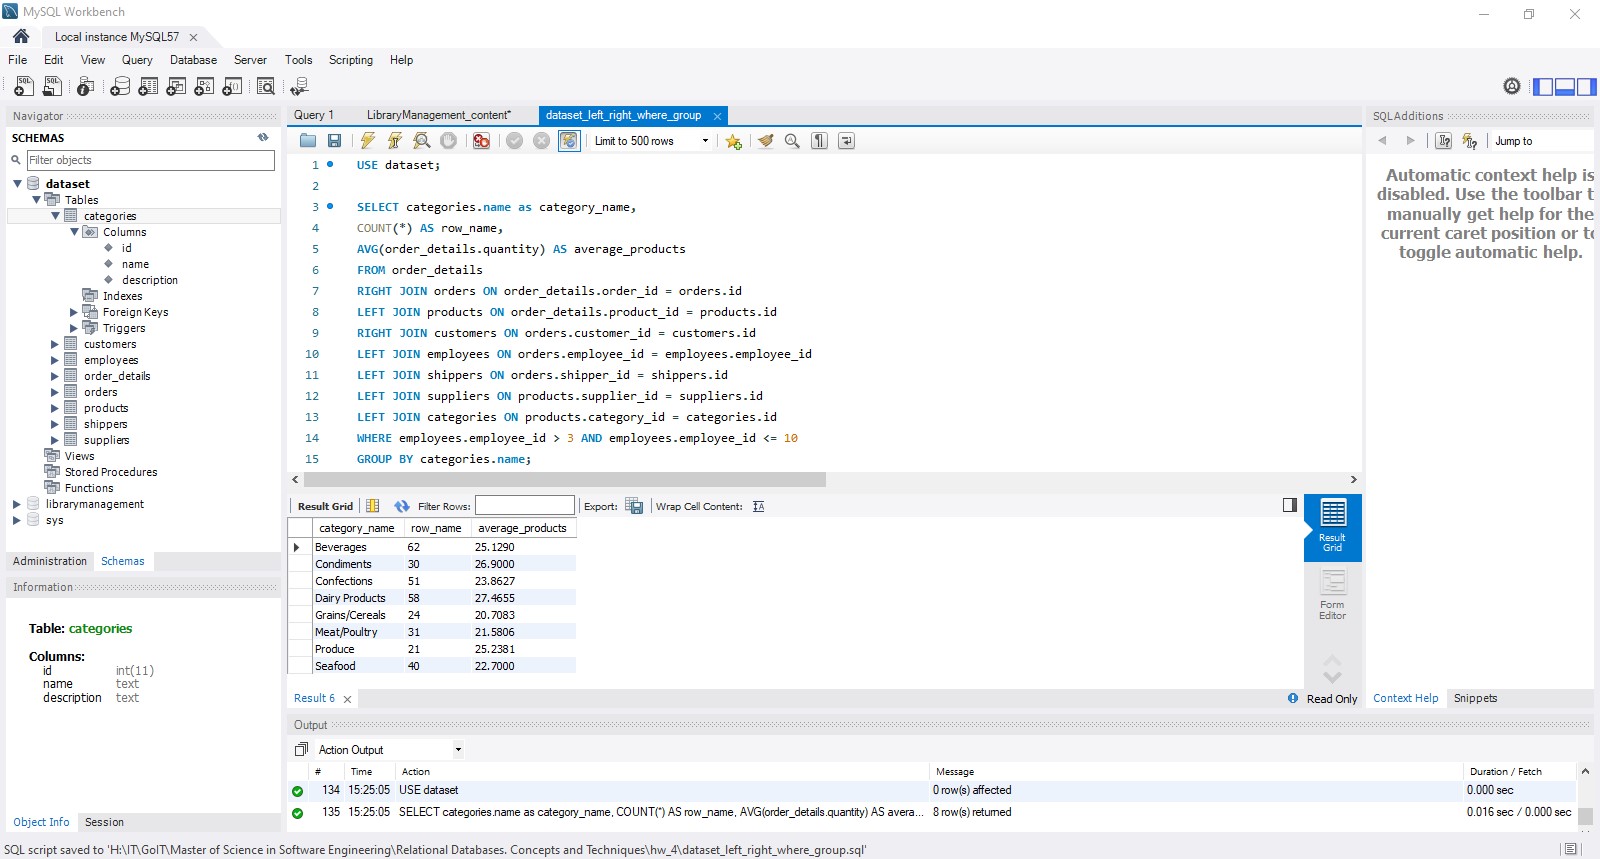 MySQL Workbench
Local instance MySQL57
File Edit View Query Database Server Tools Scripting Help
Navigator
SCHEMAS
Filter objects
dataset
Tables
categories
Columns
id
name
description
Indexes
Foreign Keys
Triggers
customers
employees
order_details
orders
products
shippers
suppliers
Views
Stored Procedures
Functions
librarymanagement
sys
Administration Schemas
Information
Table: categories
Columns:
id int(11)
name text
description text
Object Info Session
Query 1 LibraryManagement_content* dataset_left_right_where_group
Limit to 500 rows
1 USE dataset;
2
3 SELECT categories.name as category_name,
4 COUNT(*) AS row_name,
5 AVG(order_details.quantity) AS average_products
6 FROM order_details
7 RIGHT JOIN orders ON order_details.order_id = orders.id
8 LEFT JOIN products ON order_details.product_id = products.id
9 RIGHT JOIN customers ON orders.customer_id = customers.id
10 LEFT JOIN employees ON orders.employee_id = employees.employee_id
11 LEFT JOIN shippers ON orders.shipper_id = shippers.id
12 LEFT JOIN suppliers ON products.supplier_id = suppliers.id
13 LEFT JOIN categories ON products.category_id = categories.id
14 WHERE employees.employee_id > 3 AND employees.employee_id <= 10
15 GROUP BY categories.name;
Result Grid Filter Rows: Export: Wrap Cell Content:
category_name row_name average_products
Beverages 62 25.1290
Condiments 30 26.9000
Confections 51 23.8627
Dairy Products 58 27.4655
Grains/Cereals 24 20.7083
Meat/Poultry 31 21.5806
Produce 21 25.2381
Seafood 40 22.7000
Result
Grid
Form
Editor
Result 6
Read Only
SQLAdditions
Jump to
Automatic context help is
disabled. Use the toolbar t
manually get help for the
current caret position or to
toggle automatic help.
Context Help Snippets
Output
Action Output
# Time Action Message Duration / Fetch
134 15:25:05 USE dataset 0 row(s) affected 0.000 sec
135 15:25:05 SELECT categories.name as category_name, COUNT(*) AS row_name, AVG(order_details.quantity) AS avera... 8 row(s) returned 0.016 sec / 0.000 sec
SQL script saved to 'H:\IT\GoIT\Master of Science in Software Engineering\Relational Databases. Concepts and Techniques\hw_4\dataset_left_right_where_group.sql'